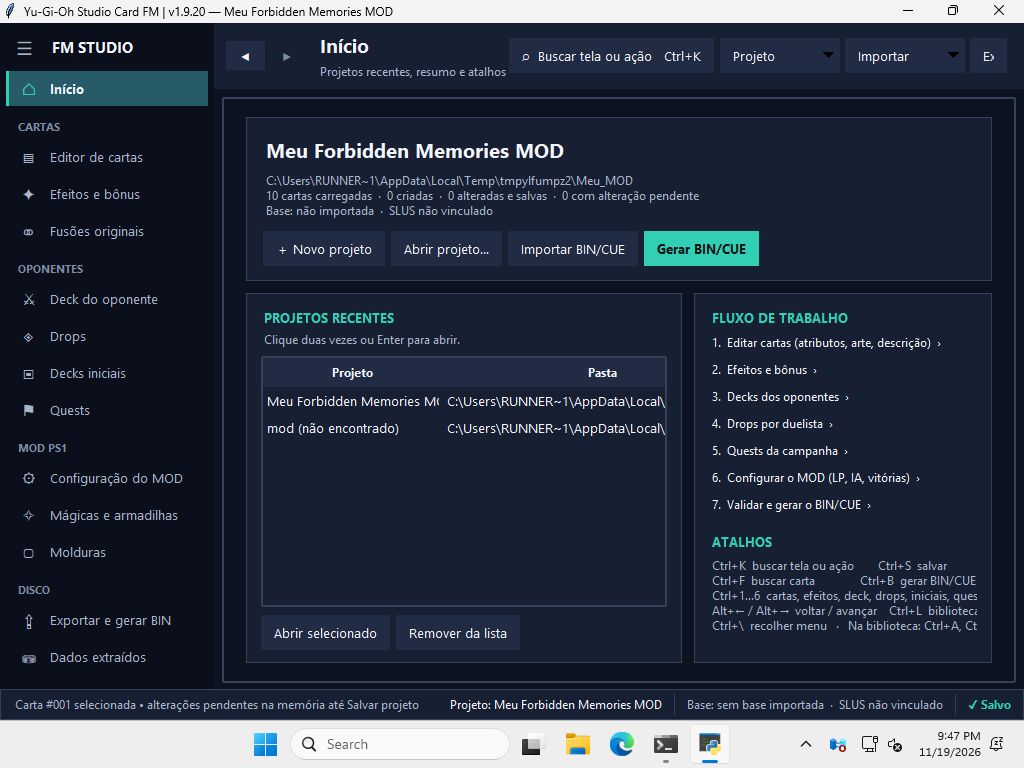 Yu-Gi-Oh Studio Card FM | v1.9.20 — Meu Forbidden Memories MOD
FM STUDIO
Início
CARTAS
Editor de cartas
Efeitos e bônus
Fusões originais
OPONENTES
Deck do oponente
Drops
Decks iniciais
Quests
MOD PS1
Configuração do MOD
Mágicas e armadilhas
Molduras
DISCO
Exportar e gerar BIN
Dados extraídos
Início
Projetos recentes, resumo e atalhos
Buscar tela ou ação Ctrl+K
Projeto
Importar
Ex
Meu Forbidden Memories MOD
C:\Users\RUNNER~1\AppData\Local\Temp\tmpylfumpz2\Meu_MOD
10 cartas carregadas · 0 criadas · 0 alteradas e salvas · 0 com alteração pendente
Base: não importada · SLUS não vinculado
+ Novo projeto
Abrir projeto...
Importar BIN/CUE
Gerar BIN/CUE
PROJETOS RECENTES
Clique duas vezes ou Enter para abrir.
Projeto Pasta
Meu Forbidden Memories MO C:\Users\RUNNER~1\AppData\Local\
mod (não encontrado) C:\Users\RUNNER~1\AppData\Local\
Abrir selecionado
Remover da lista
FLUXO DE TRABALHO
1. Editar cartas (atributos, arte, descrição) ›
2. Efeitos e bônus ›
3. Decks dos oponentes ›
4. Drops por duelista ›
5. Quests da campanha ›
6. Configurar o MOD (LP, IA, vitórias) ›
7. Validar e gerar o BIN/CUE ›
ATALHOS
Ctrl+K buscar tela ou ação Ctrl+S salvar
Ctrl+F buscar carta Ctrl+B gerar BIN/CUE
Ctrl+1…6 cartas, efeitos, deck, drops, iniciais, ques
Alt+← / Alt+→ voltar / avançar Ctrl+L biblioteca
Ctrl+\ recolher menu · Na biblioteca: Ctrl+A, Ct
Carta #001 selecionada • alterações pendentes na memória até Salvar projeto
Projeto: Meu Forbidden Memories MOD
Base: sem base importada · SLUS não vinculado
✓ Salvo
Search
9:47 PM
11/19/2026